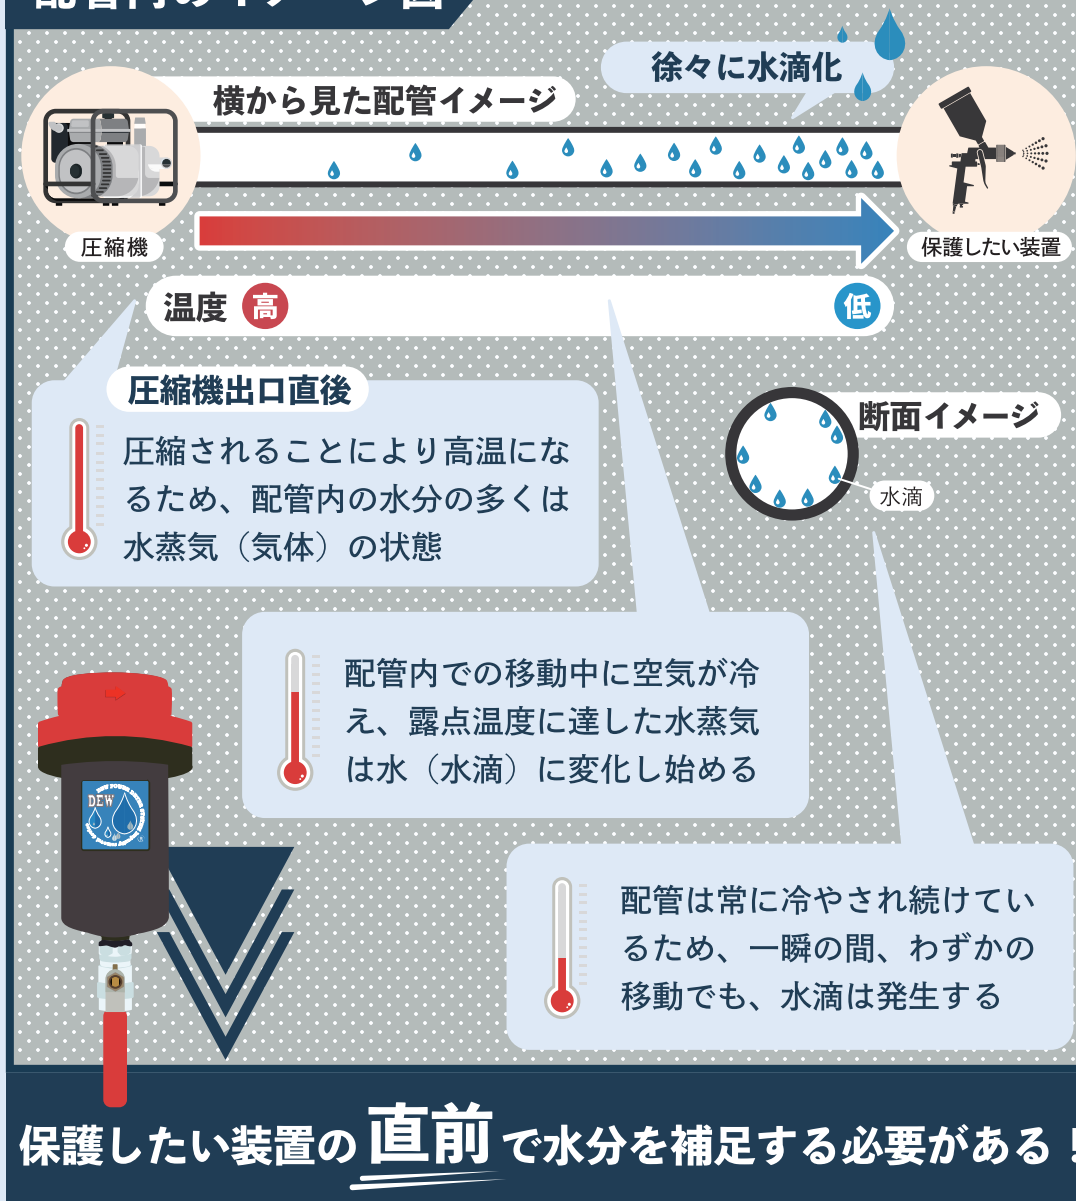 配管内のイメージ図
徐々に水滴化
横から見た配管イメージ
圧縮機
保護したい装置
温度 高
低
圧縮機出口直後
圧縮されることにより高温にな
るため、配管内の水分の多くは
水蒸気（気体）の状態
断面イメージ
水滴
配管内での移動中に空気が冷
え、露点温度に達した水蒸気
は水（水滴）に変化し始める
DEW
配管は常に冷やされ続けてい
るため、一瞬の間、わずかの
移動でも、水滴は発生する
保護したい装置の直前で水分を補足する必要がある！